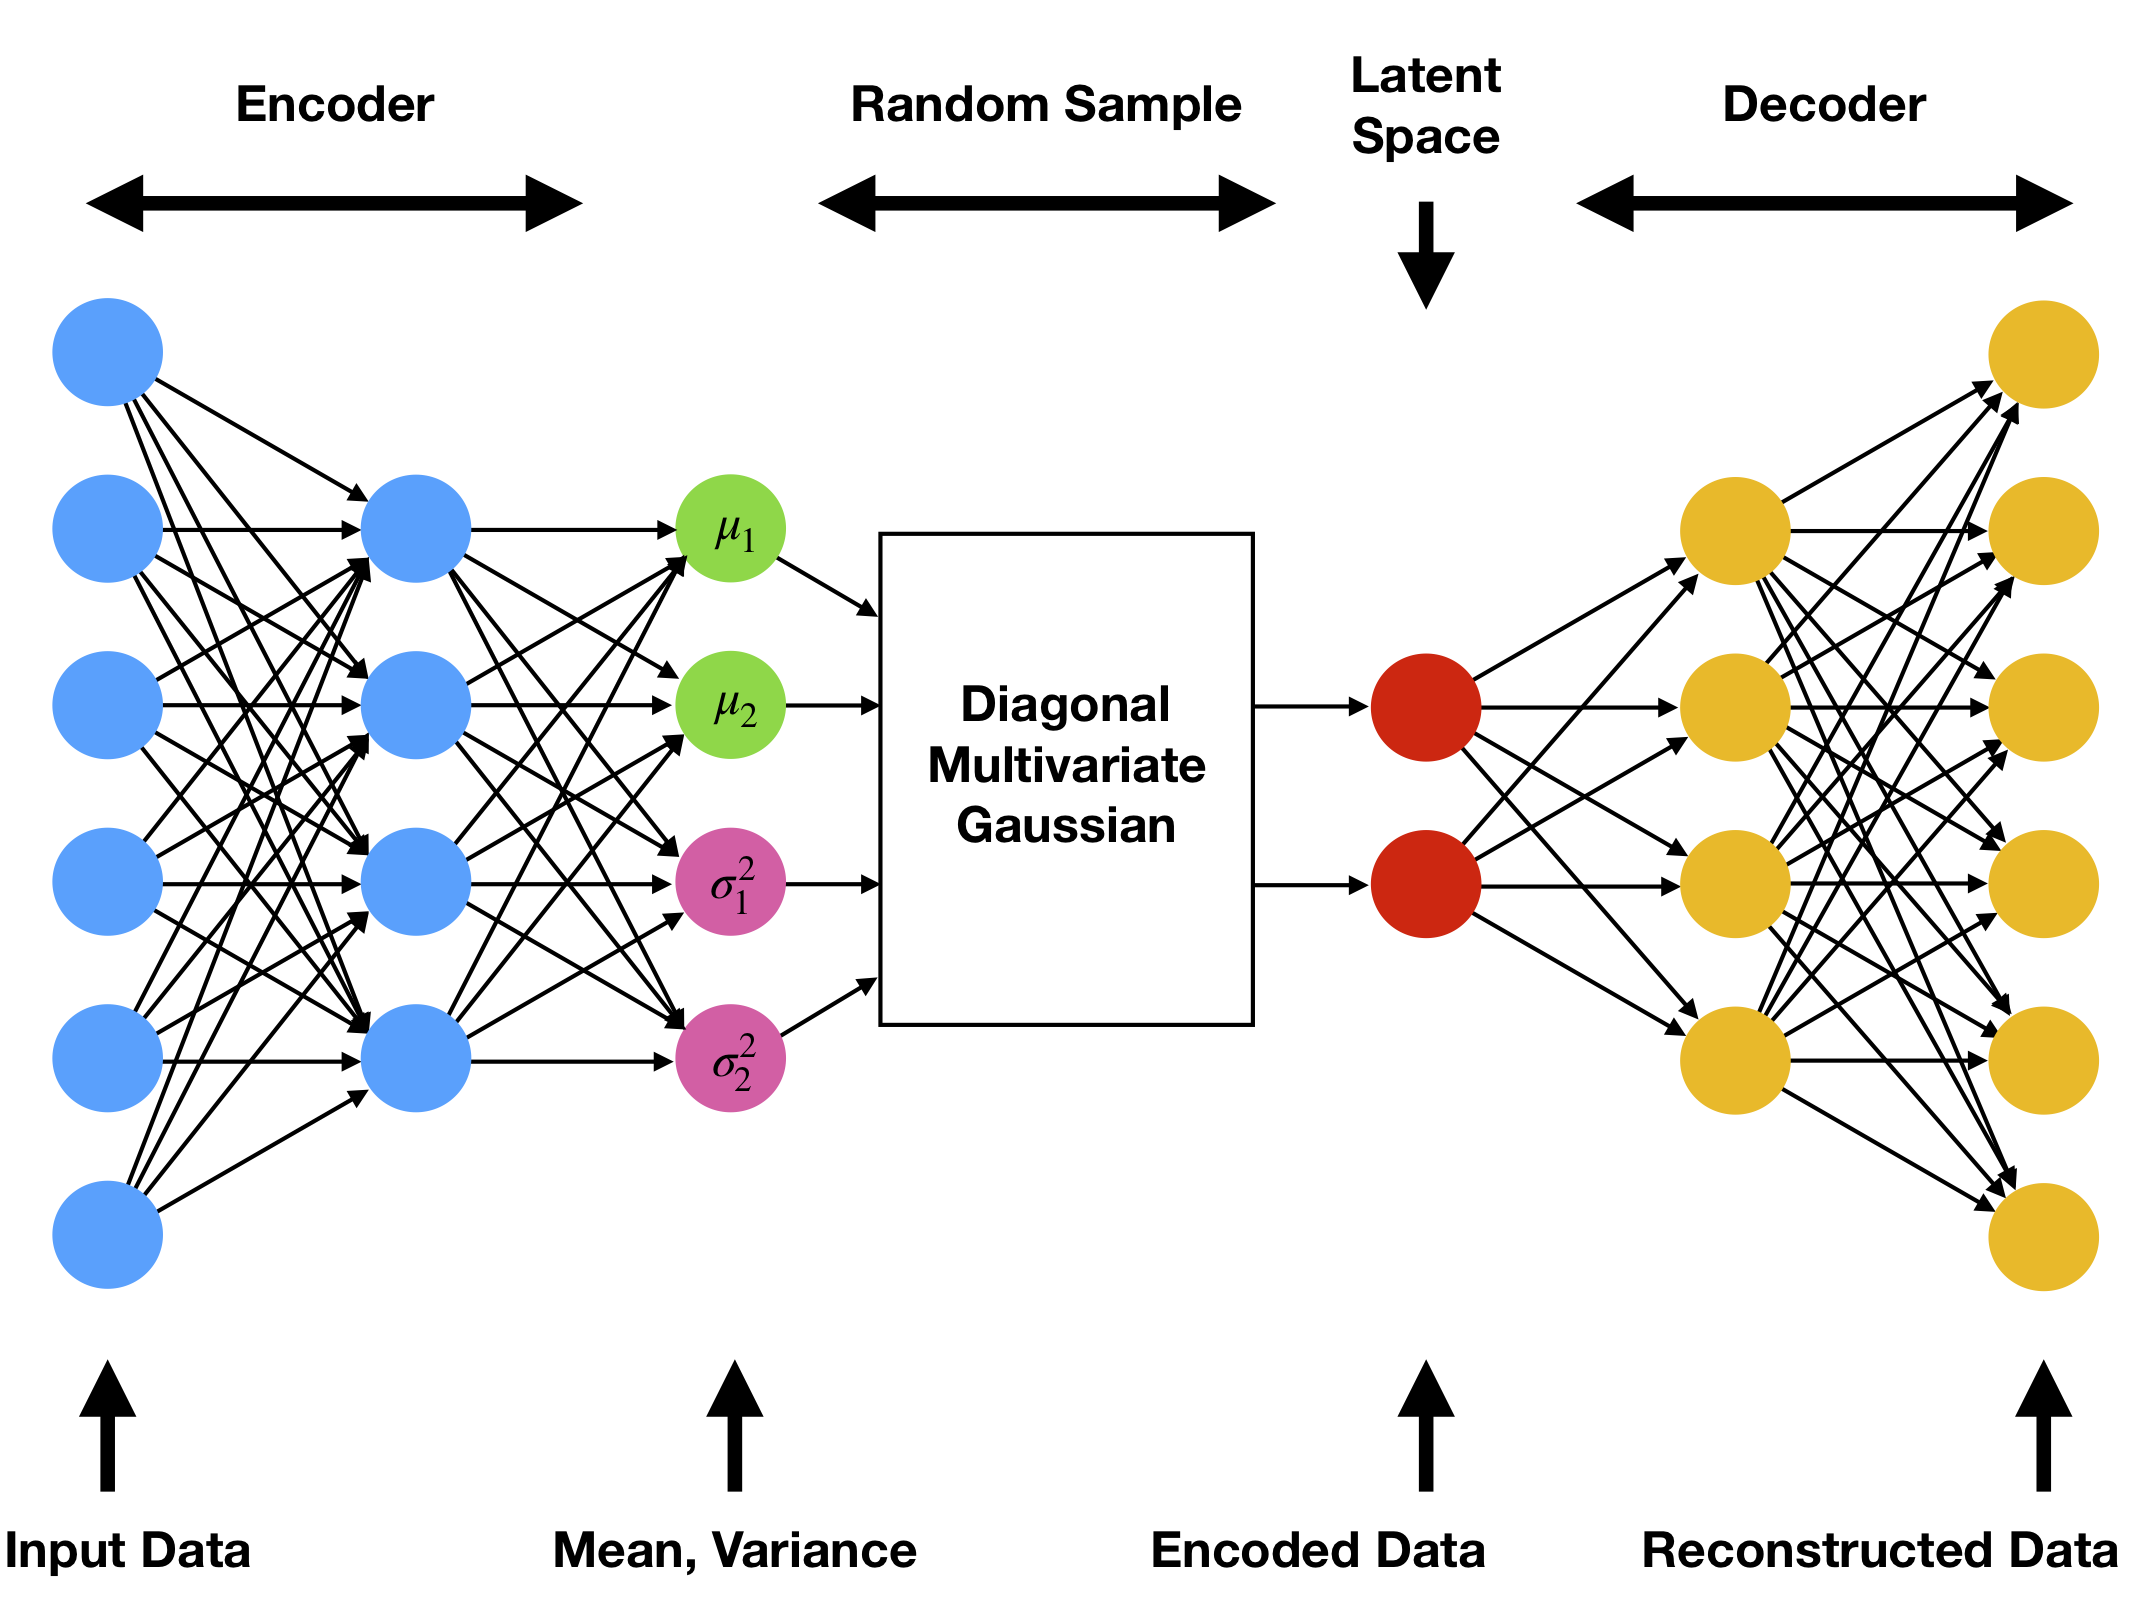 Encoder
Random Sample
Latent
Space
Decoder
μ₁
μ₂
σ₁²
σ₂²
Diagonal
Multivariate
Gaussian
Input Data
Mean, Variance
Encoded Data
Reconstructed Data